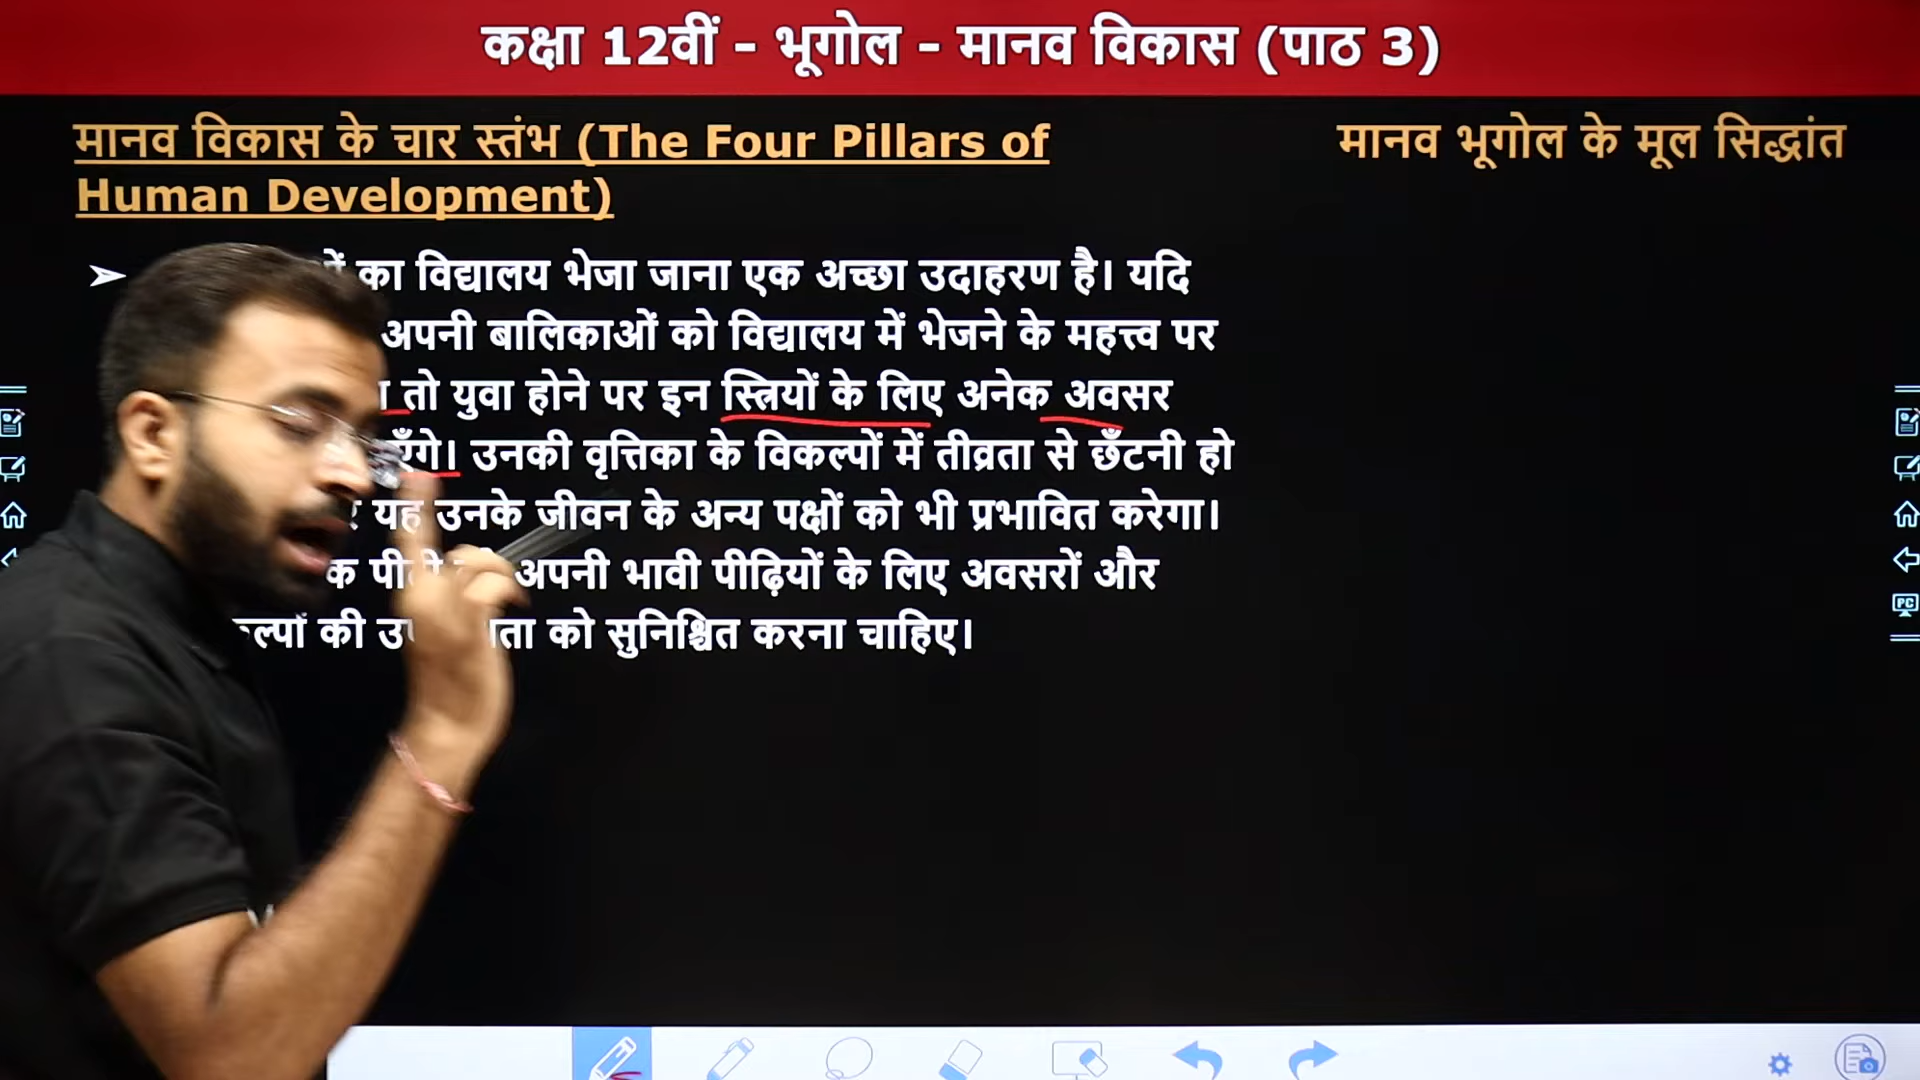 कक्षा 12वीं - भूगोल - मानव विकास (पाठ 3)
मानव विकास के चार स्तंभ (The Four Pillars of
Human Development)
मानव भूगोल के मूल सिद्धांत
का विद्यालय भेजा जाना एक अच्छा उदाहरण है। यदि
अपनी बालिकाओं को विद्यालय में भेजने के महत्त्व पर
तो युवा होने पर इन स्त्रियों के लिए अनेक अवसर
उनकी वृत्तिका के विकल्पों में तीव्रता से छँटनी हो
यह उनके जीवन के अन्य पक्षों को भी प्रभावित करेगा।
अपनी भावी पीढ़ियों के लिए अवसरों और
की को सुनिश्चित करना चाहिए।
PC